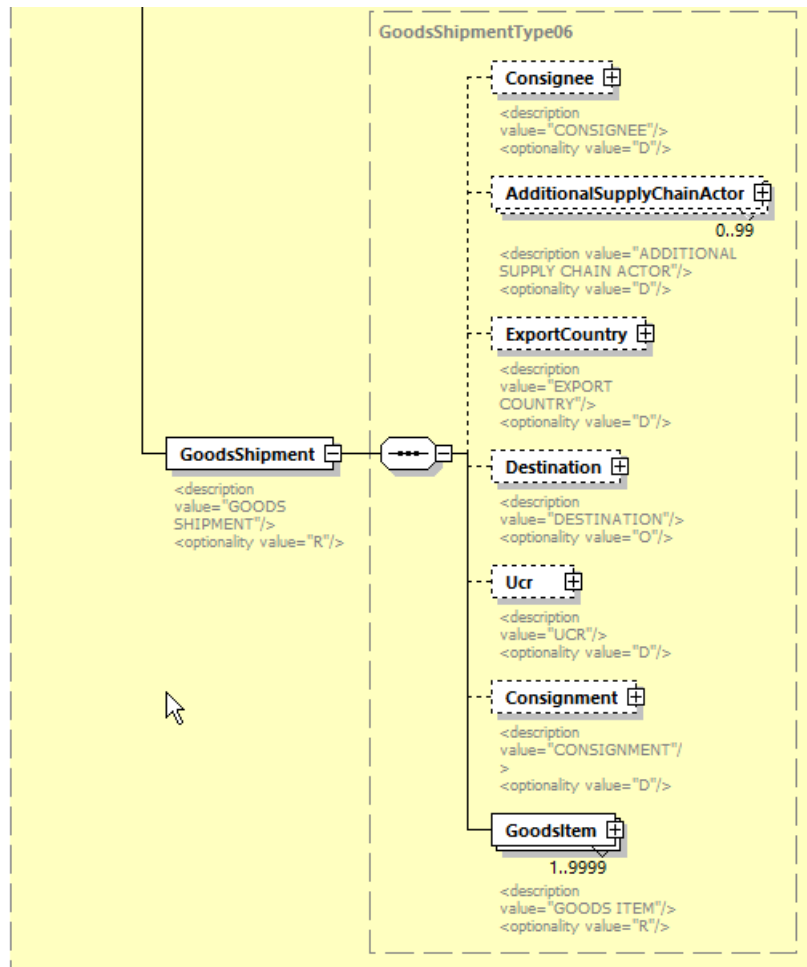 GoodsShipmentType06
Consignee
<description
value="CONSIGNEE"/>
<optionality value="D"/>
AdditionalSupplyChainActor
0..99
<description value="ADDITIONAL
SUPPLY CHAIN ACTOR"/>
<optionality value="D"/>
ExportCountry
<description
value="EXPORT
COUNTRY"/>
<optionality value="D"/>
GoodsShipment
<description
value="GOODS
SHIPMENT"/>
<optionality value="R"/>
Destination
<description
value="DESTINATION"/>
<optionality value="O"/>
Ucr
<description
value="UCR"/>
<optionality value="D"/>
Consignment
<description
value="CONSIGNMENT"/
>
<optionality value="D"/>
GoodsItem
1..9999
<description
value="GOODS ITEM"/>
<optionality value="R"/>